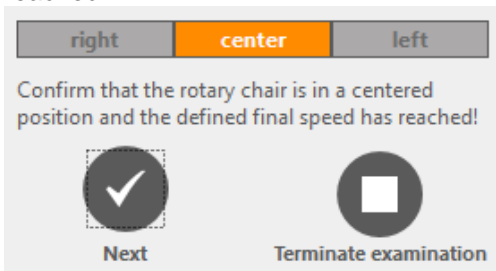 right center left
Confirm that the rotary chair is in a centered
position and the defined final speed has reached!
Next Terminate examination